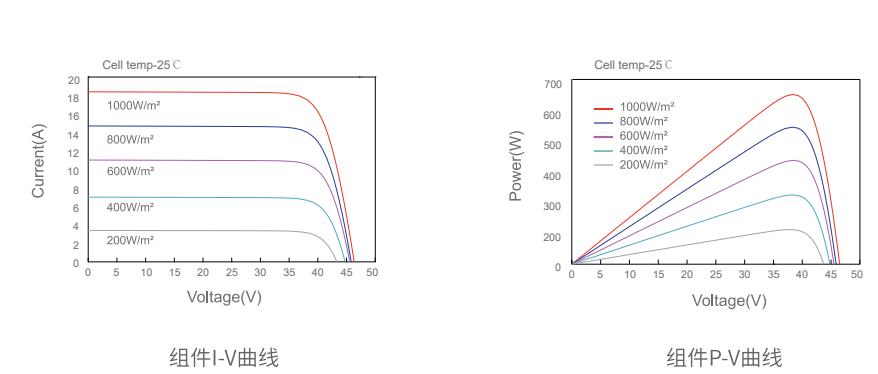 Cell temp-25℃
Current(A)
20
18
16
14
12
10
8
6
4
2
0
1000W/m²
800W/m²
600W/m²
400W/m²
200W/m²
0 5 10 15 20 25 30 35 40 45 50
Voltage(V)
组件I-V曲线
Cell temp-25℃
Power(W)
700
600
500
400
300
200
0
1000W/m²
800W/m²
600W/m²
400W/m²
200W/m²
0 5 10 15 20 25 30 35 40 45 50
Voltage(V)
组件P-V曲线